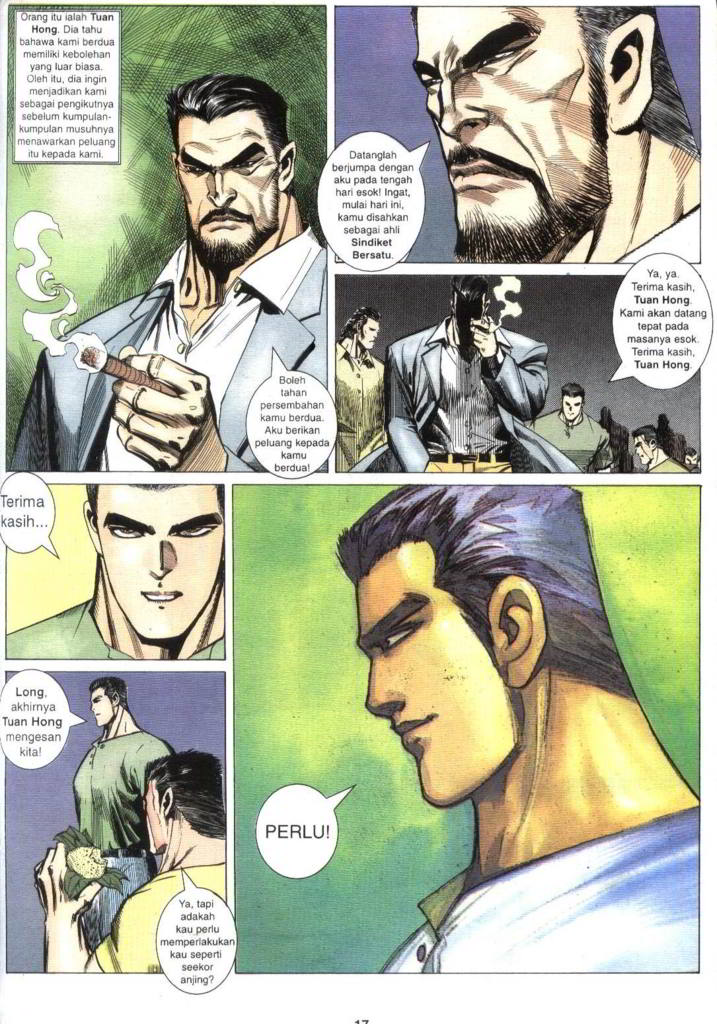 Orang itu ialah Tuan
Hong. Dia tahu
bahawa kami berdua
memiliki kebolehan
yang luar biasa.
Oleh itu, dia ingin
menjadikan kami
sebagai pengikutnya
sebelum kumpulan-
kumpulan musuhnya
menawarkan peluang
itu kepada kami.
Boleh
tahan
persembahan
kamu berdua.
Aku berikan
peluang kepada
kamu
berdua!
Datanglah
berjumpa dengan
aku pada tengah
hari esok! Ingat,
mulai hari ini,
kamu disahkan
sebagai ahli
Sindiket
Bersatu.
Ya, ya.
Terima kasih,
Tuan Hong.
Kami akan datang
tepat pada
masanya esok.
Terima kasih,
Tuan Hong.
Terima
kasih...
Long,
akhirnya
Tuan Hong
mengesan
kita!
Ya, tapi
adakah
kau perlu
memperlakukan
kau seperti
seekor
anjing?
PERLU!
17